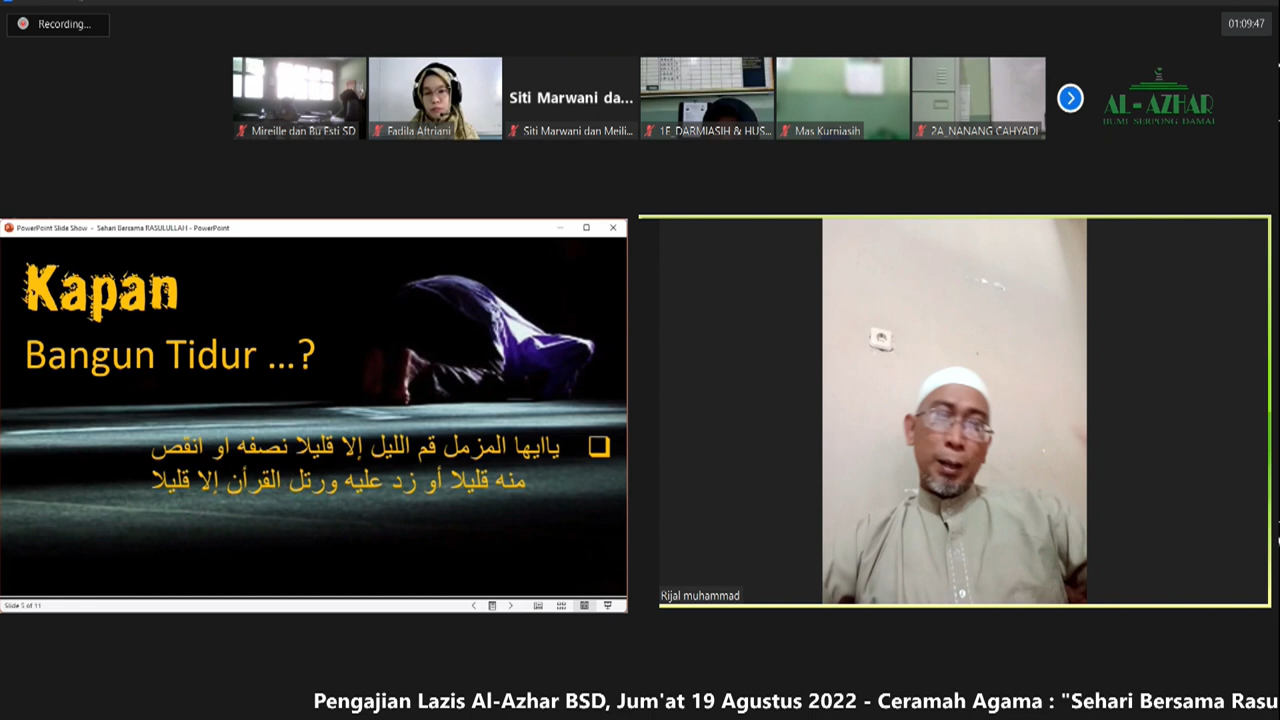 Recording...
01:09:47
Siti Marwani da...
Mireille dan Bu Esti SD
Fadila Aftriani
Siti Marwani dan Meili...
1E_DARMIASIH & HUS...
Mas Kurniasih
2A_NANANG CAHYADI
AL-AZHAR
BUMI SERPONG DAMAI
PowerPoint Slide Show - Sehari Bersama RASULULLAH - PowerPoint
Kapan
Bangun Tidur ...?
ياايها المزمل قم الليل إلا قليلا نصفه او انقص
منه قليلا أو زد عليه ورتل القرأن إلا قليلا
Slide 5 of 11
Rijal muhammad
Pengajian Lazis Al-Azhar BSD, Jum'at 19 Agustus 2022 - Ceramah Agama : "Sehari Bersama Rasu